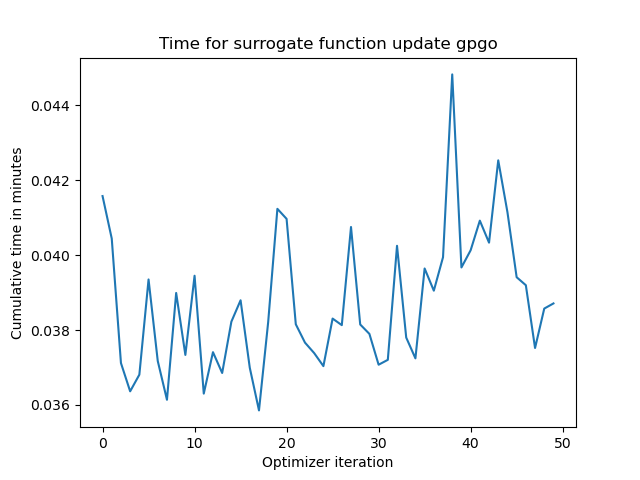 Time for surrogate function update gpgo
Cumulative time in minutes
0.044
0.042
0.040
0.038
0.036
0 10 20 30 40 50
Optimizer iteration